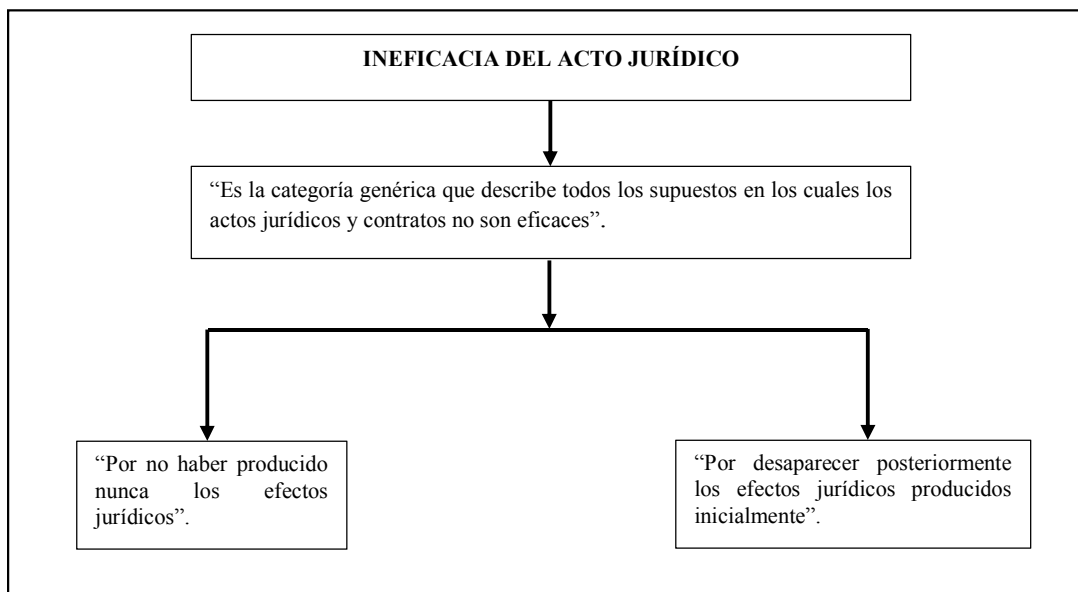 INEFICACIA DEL ACTO JURÍDICO
“Es la categoría genérica que describe todos los supuestos en los cuales los
actos jurídicos y contratos no son eficaces”.
“Por no haber producido
nunca los efectos
jurídicos”.
“Por desaparecer posteriormente
los efectos jurídicos producidos
inicialmente”.